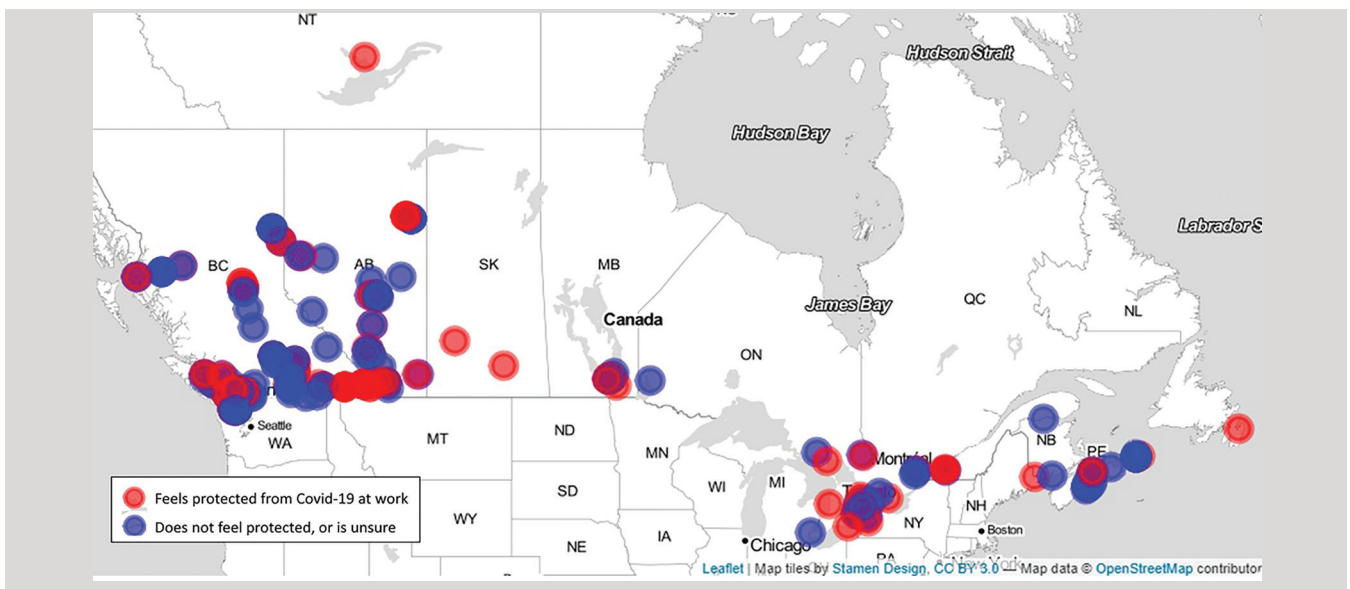 NT
Hudson Strait
Hudson Bay
Labrador S
BC
AB
SK
MB
James Bay
QC
NL
Canada
ON
Seattle
WA
MT
ND
MN
NB
PE
Montréal
SD
WI
MI
NH
WY
NY
Boston
NE
IA
Chicago
PA
OH
New York
Feels protected from Covid-19 at work
Does not feel protected, or is unsure
Leaflet | Map tiles by Stamen Design, CC BY 3.0 — Map data © OpenStreetMap contributor